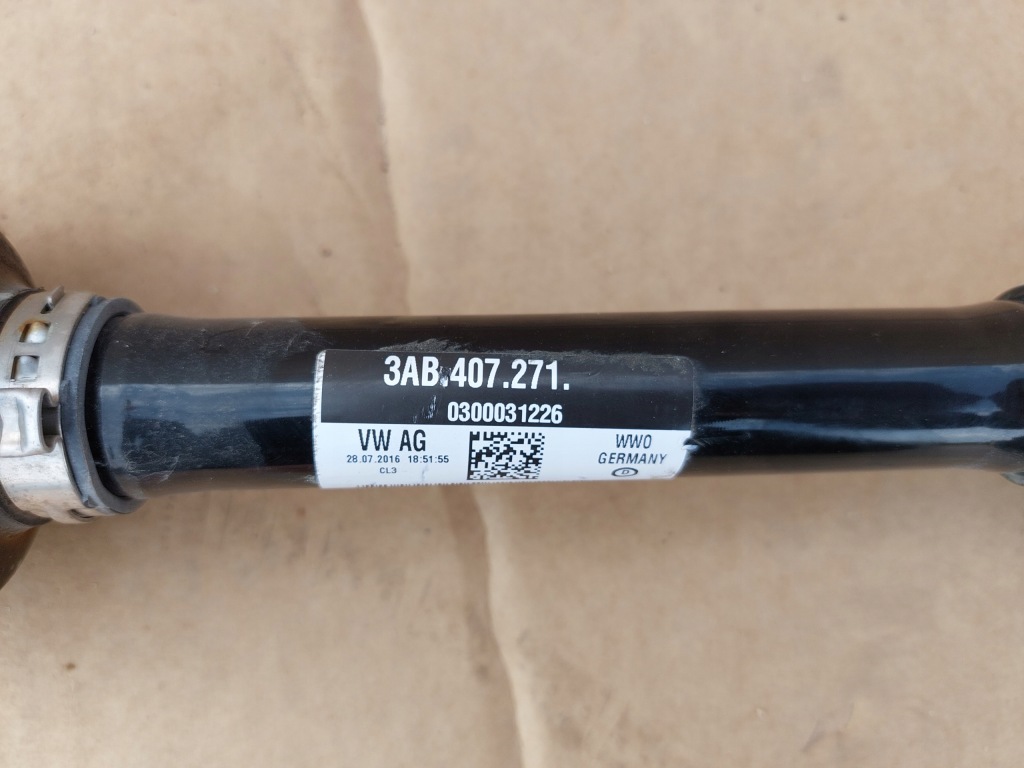 3AB.407.271.
0300031226
VW AG
28.07.2016 18:51:55
CL3
WWO
GERMANY
D